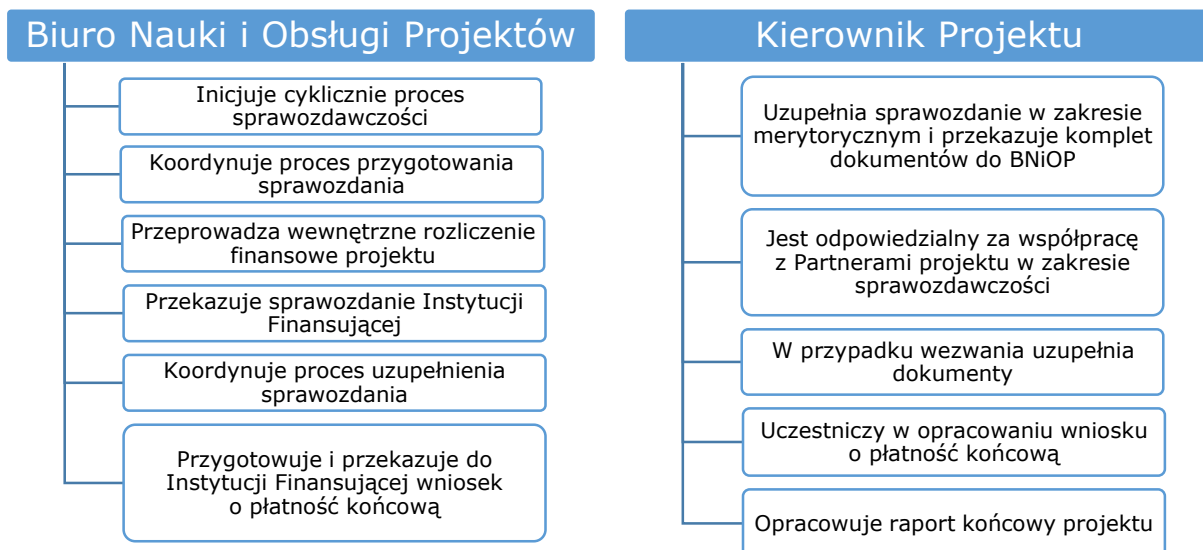 Biuro Nauki i Obsługi Projektów
Inicjuje cyklicznie proces
sprawozdawczości
Koordynuje proces przygotowania
sprawozdania
Przeprowadza wewnętrzne rozliczenie
finansowe projektu
Przekazuje sprawozdanie Instytucji
Finansującej
Koordynuje proces uzupełnienia
sprawozdania
Przygotowuje i przekazuje do
Instytucji Finansującej wniosek
o płatność końcową
Kierownik Projektu
Uzupełnia sprawozdanie w zakresie
merytorycznym i przekazuje komplet
dokumentów do BNiOP
Jest odpowiedzialny za współpracę
z Partnerami projektu w zakresie
sprawozdawczości
W przypadku wezwania uzupełnia
dokumenty
Uczestniczy w opracowaniu wniosku
o płatność końcową
Opracowuje raport końcowy projektu